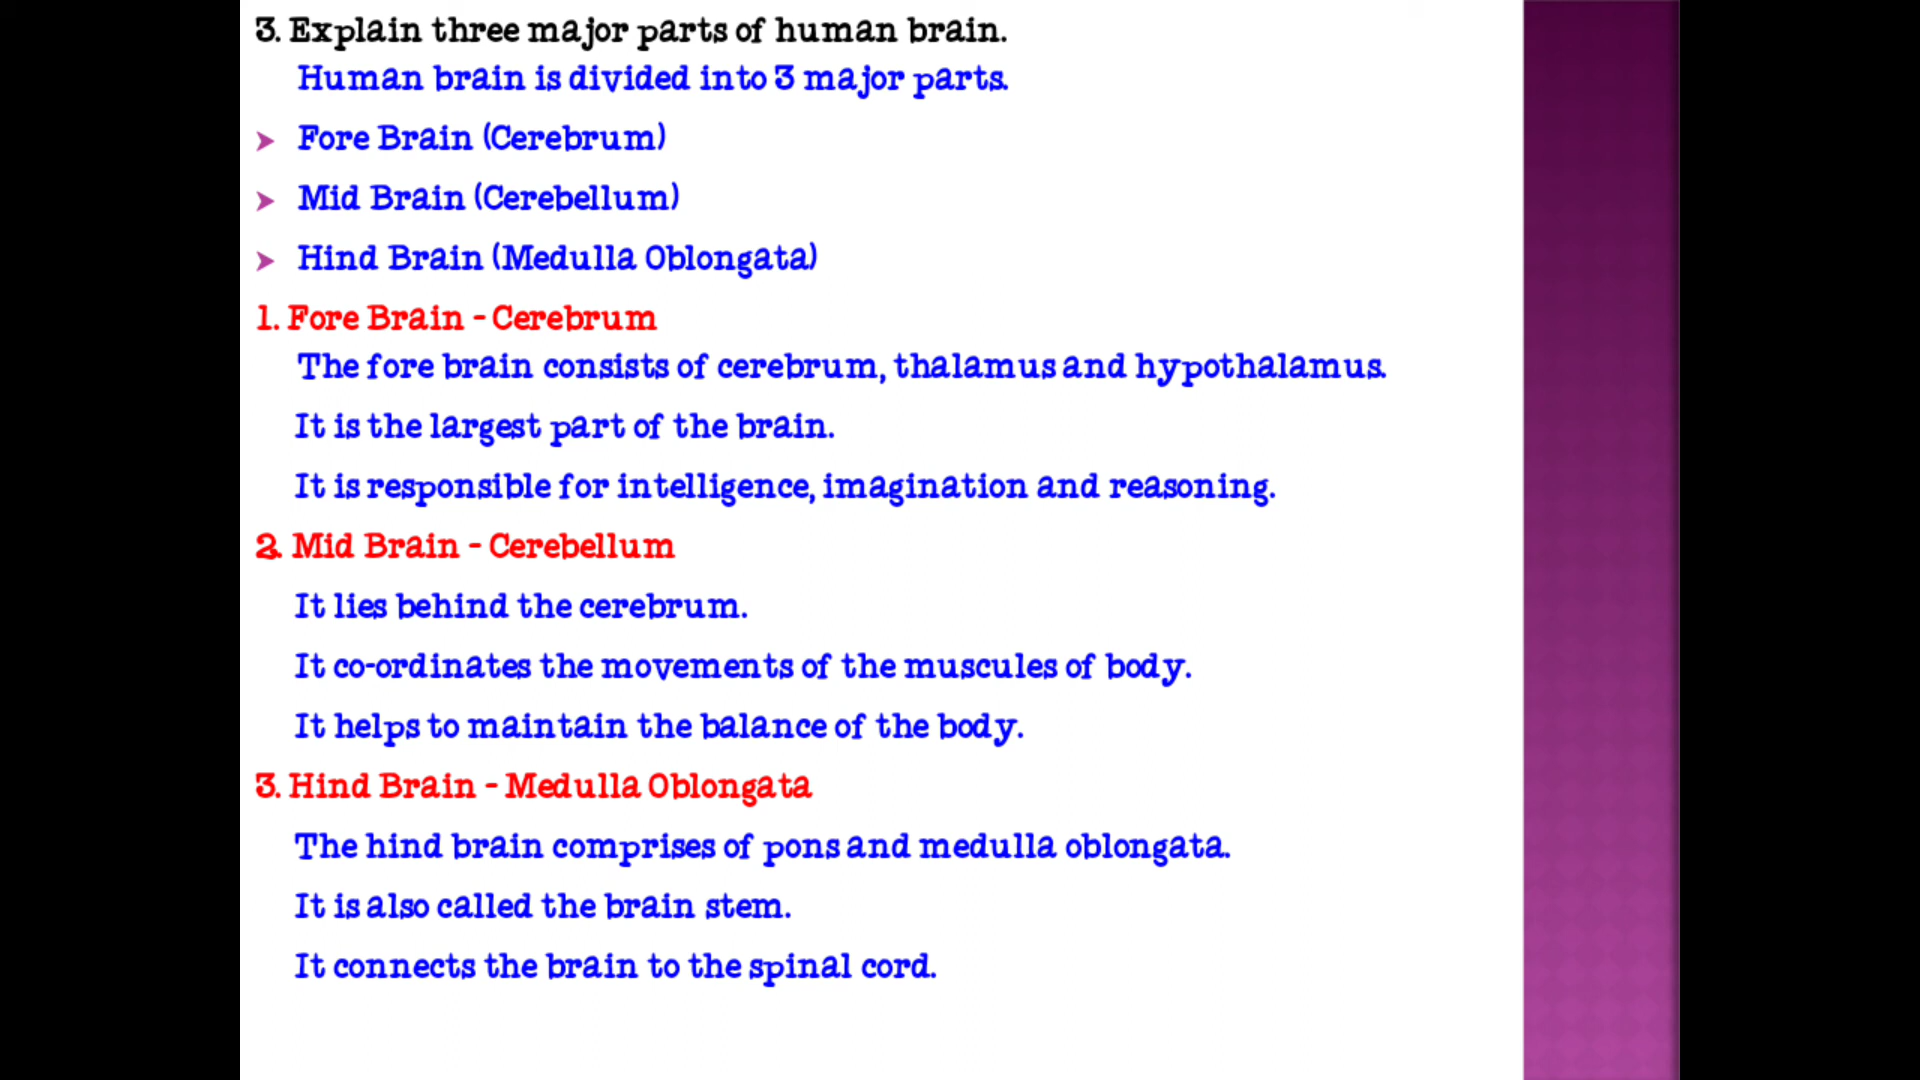 3. Explain three major parts of human brain.
Human brain is divided into 3 major parts.
➤ Fore Brain (Cerebrum)
➤ Mid Brain (Cerebellum)
➤ Hind Brain (Medulla Oblongata)
1. Fore Brain - Cerebrum
The fore brain consists of cerebrum, thalamus and hypothalamus.
It is the largest part of the brain.
It is responsible for intelligence, imagination and reasoning.
2. Mid Brain - Cerebellum
It lies behind the cerebrum.
It co-ordinates the movements of the muscules of body.
It helps to maintain the balance of the body.
3. Hind Brain - Medulla Oblongata
The hind brain comprises of pons and medulla oblongata.
It is also called the brain stem.
It connects the brain to the spinal cord.